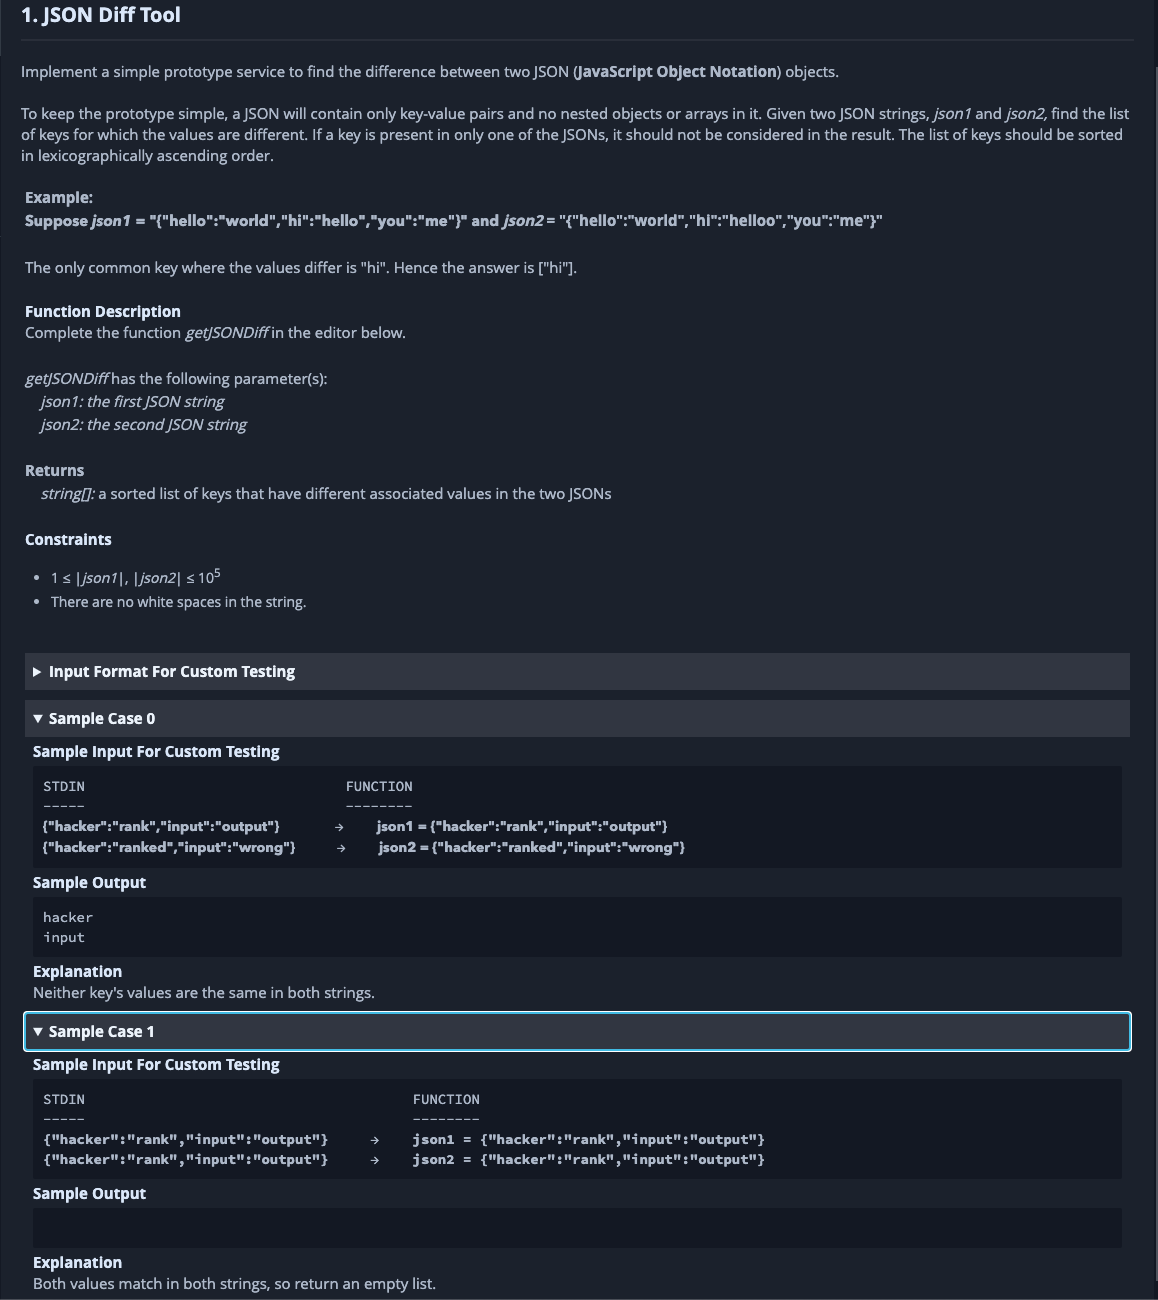 1. JSON Diff Tool
Implement a simple prototype service to find the difference between two JSON (JavaScript Object Notation) objects.
To keep the prototype simple, a JSON will contain only key-value pairs and no nested objects or arrays in it. Given two JSON strings, json1 and json2, find the list
of keys for which the values are different. If a key is present in only one of the JSONs, it should not be considered in the result. The list of keys should be sorted
in lexicographically ascending order.
Example:
Suppose json1 = "{"hello":"world","hi":"hello","you":"me"}" and json2 = "{"hello":"world","hi":"helloo","you":"me"}"
The only common key where the values differ is "hi". Hence the answer is ["hi"].
Function Description
Complete the function getJSONDiff in the editor below.
getJSONDiff has the following parameter(s):
json1: the first JSON string
json2: the second JSON string
Returns
string[]: a sorted list of keys that have different associated values in the two JSONs
Constraints
• 1 ≤ |json1|, |json2| ≤ 10⁵
• There are no white spaces in the string.
▶ Input Format For Custom Testing
▼ Sample Case 0
Sample Input For Custom Testing
STDIN FUNCTION
----- --------
{"hacker":"rank","input":"output"} → json1 = {"hacker":"rank","input":"output"}
{"hacker":"ranked","input":"wrong"} → json2 = {"hacker":"ranked","input":"wrong"}
Sample Output
hacker
input
Explanation
Neither key's values are the same in both strings.
▼ Sample Case 1
Sample Input For Custom Testing
STDIN FUNCTION
----- --------
{"hacker":"rank","input":"output"} → json1 = {"hacker":"rank","input":"output"}
{"hacker":"rank","input":"output"} → json2 = {"hacker":"rank","input":"output"}
Sample Output
Explanation
Both values match in both strings, so return an empty list.